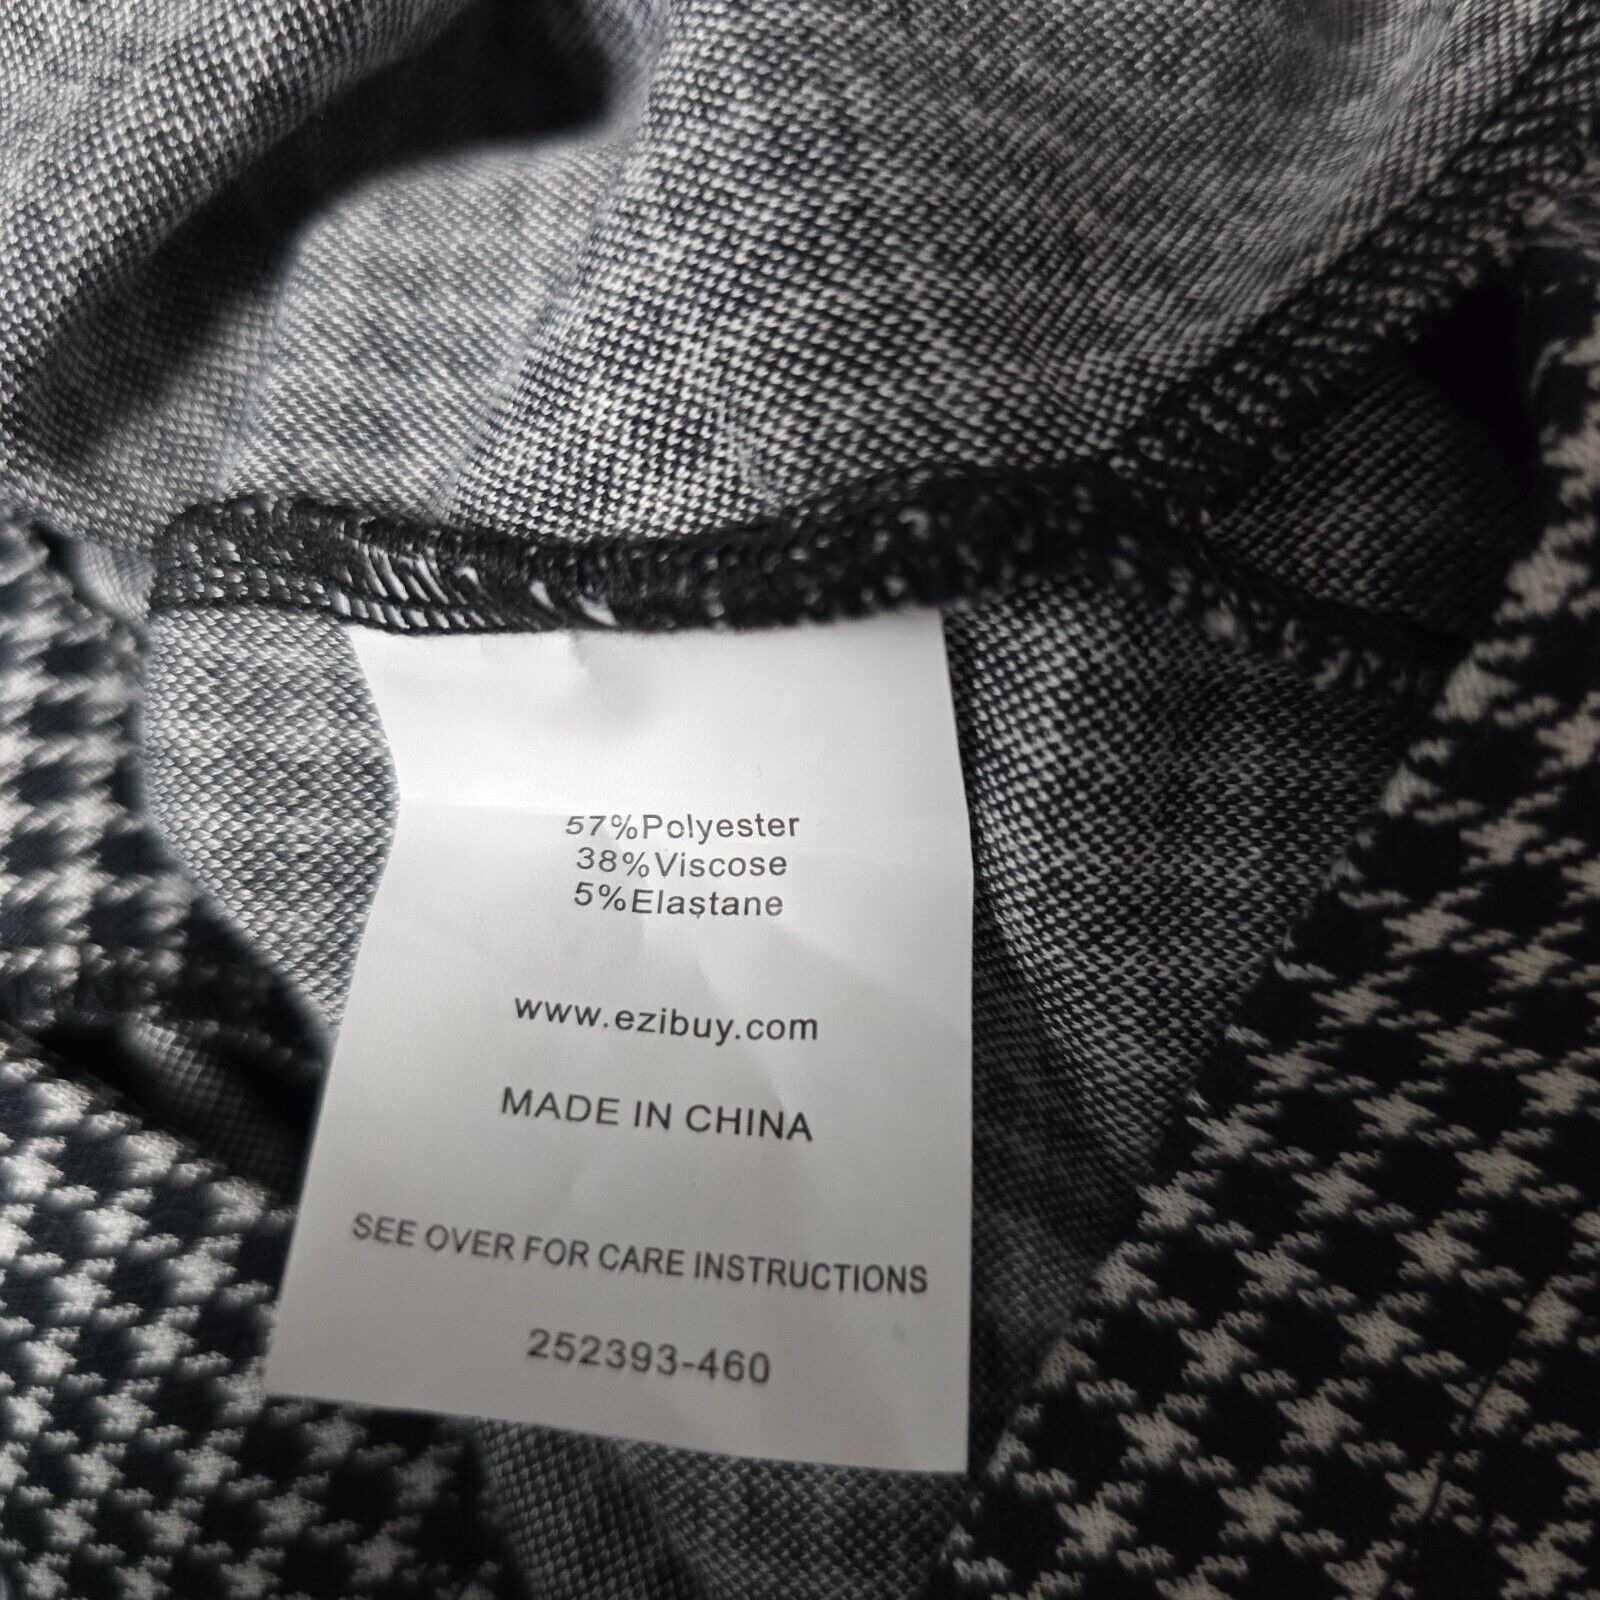 57%Polyester
38%Viscose
5%Elastane
www.ezibuy.com
MADE IN CHINA
SEE OVER FOR CARE INSTRUCTIONS
252393-460